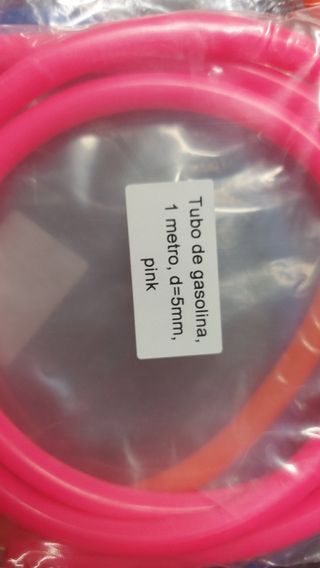 Tubo de gasolina,
1 metro, d=5mm,
pink